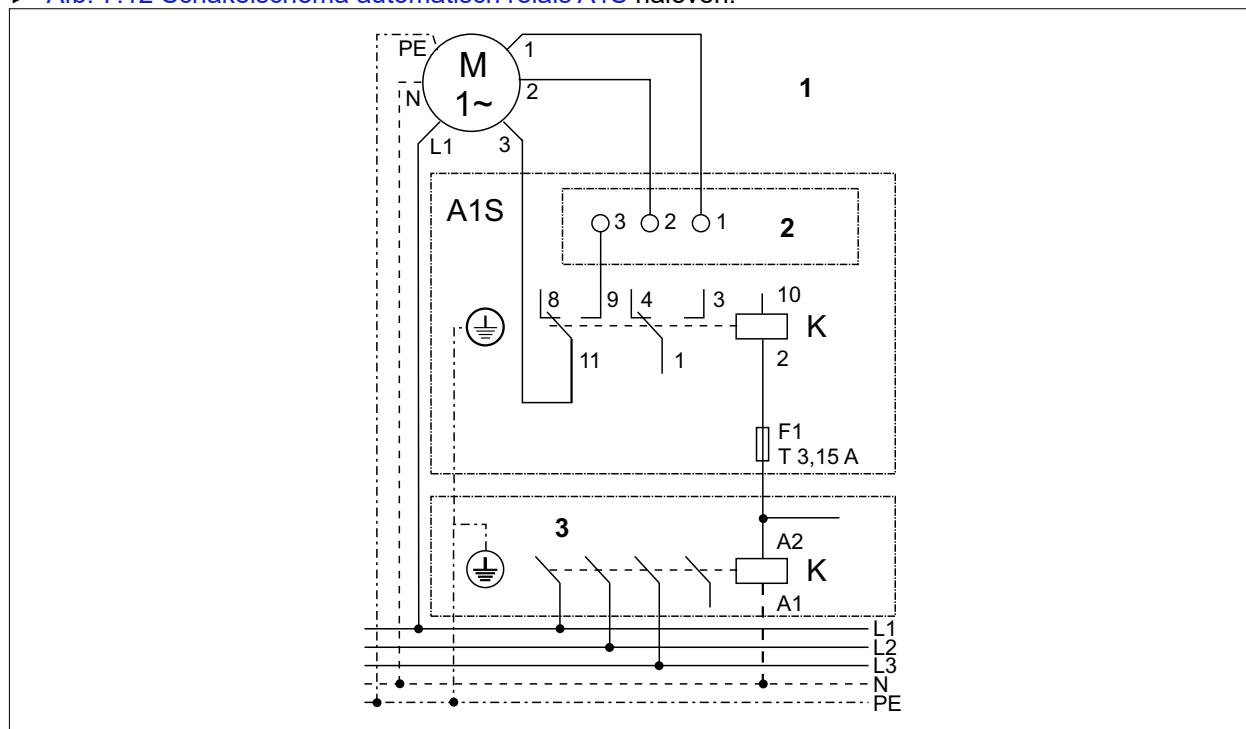 Afb. 7.12 Schakelschema automatisch relais A1S naleven.
PE
M
1~
1
N
2
L1
3
1
A1S
3
2
1
2
8
9
4
3
10
K
11
1
2
F1
T 3,15 A
3
A2
K
A1
L1
L2
L3
N
PE